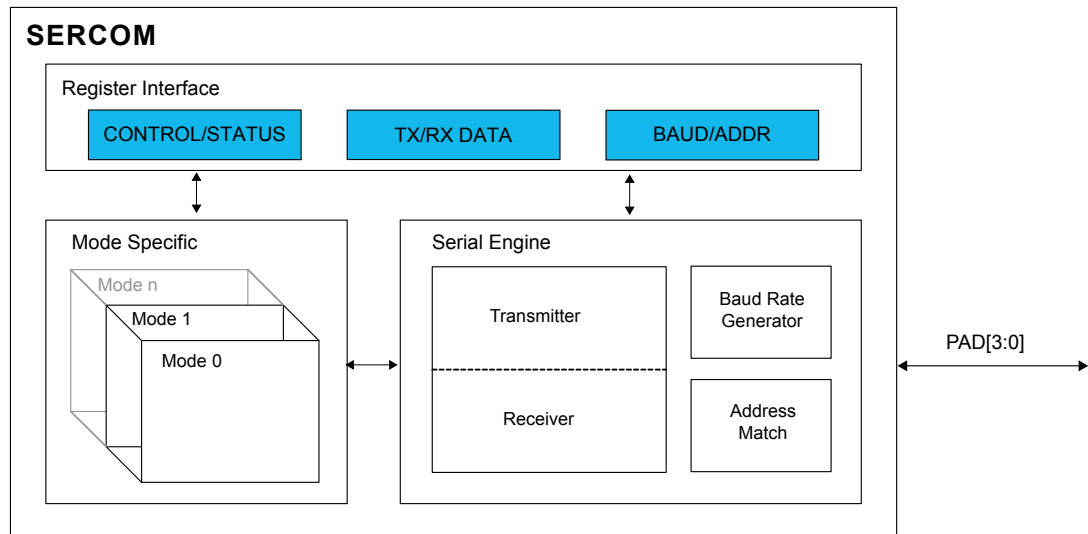 SERCOM
Register Interface
CONTROL/STATUS
TX/RX DATA
BAUD/ADDR
Mode Specific
Mode n
Mode 1
Mode 0
Serial Engine
Transmitter
Receiver
Baud Rate
Generator
Address
Match
PAD[3:0]